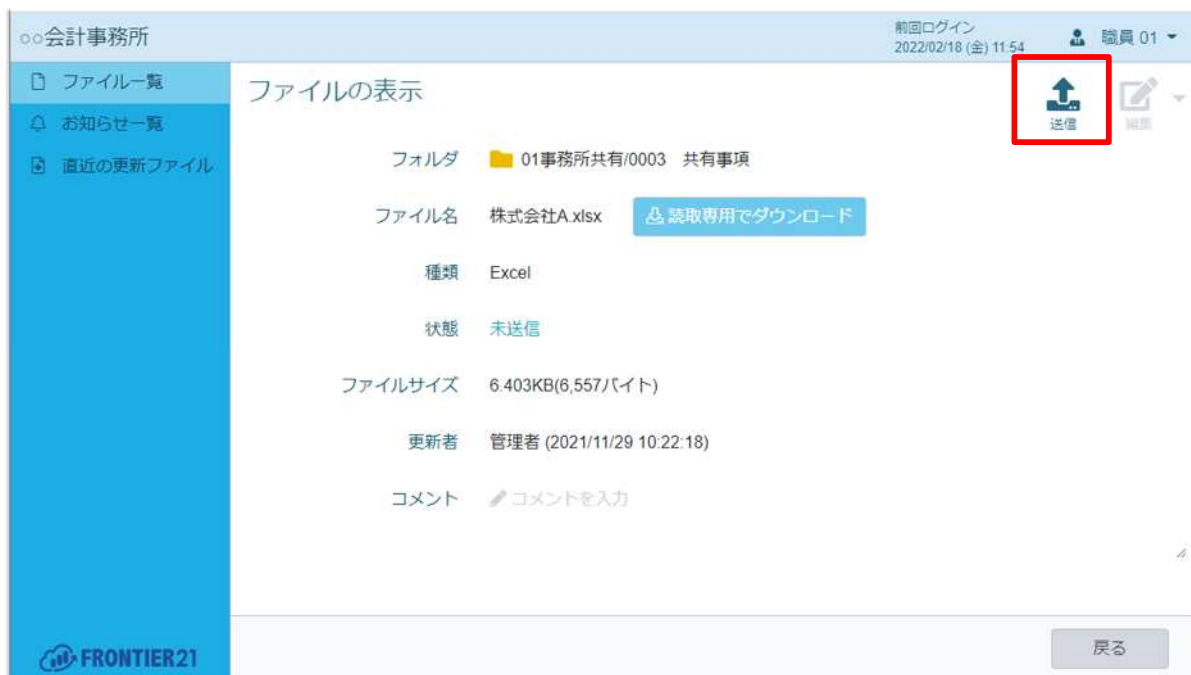 ○○会計事務所
前回ログイン
2022/02/18 (金) 11:54
職員 01
ファイル一覧
お知らせ一覧
直近の更新ファイル
ファイルの表示
送信
編集
フォルダ 01事務所共有/0003 共有事項
ファイル名 株式会社A.xlsx 読取専用でダウンロード
種類 Excel
状態 未送信
ファイルサイズ 6.403KB(6,557バイト)
更新者 管理者 (2021/11/29 10:22:18)
コメント コメントを入力
FRONTIER21
戻る